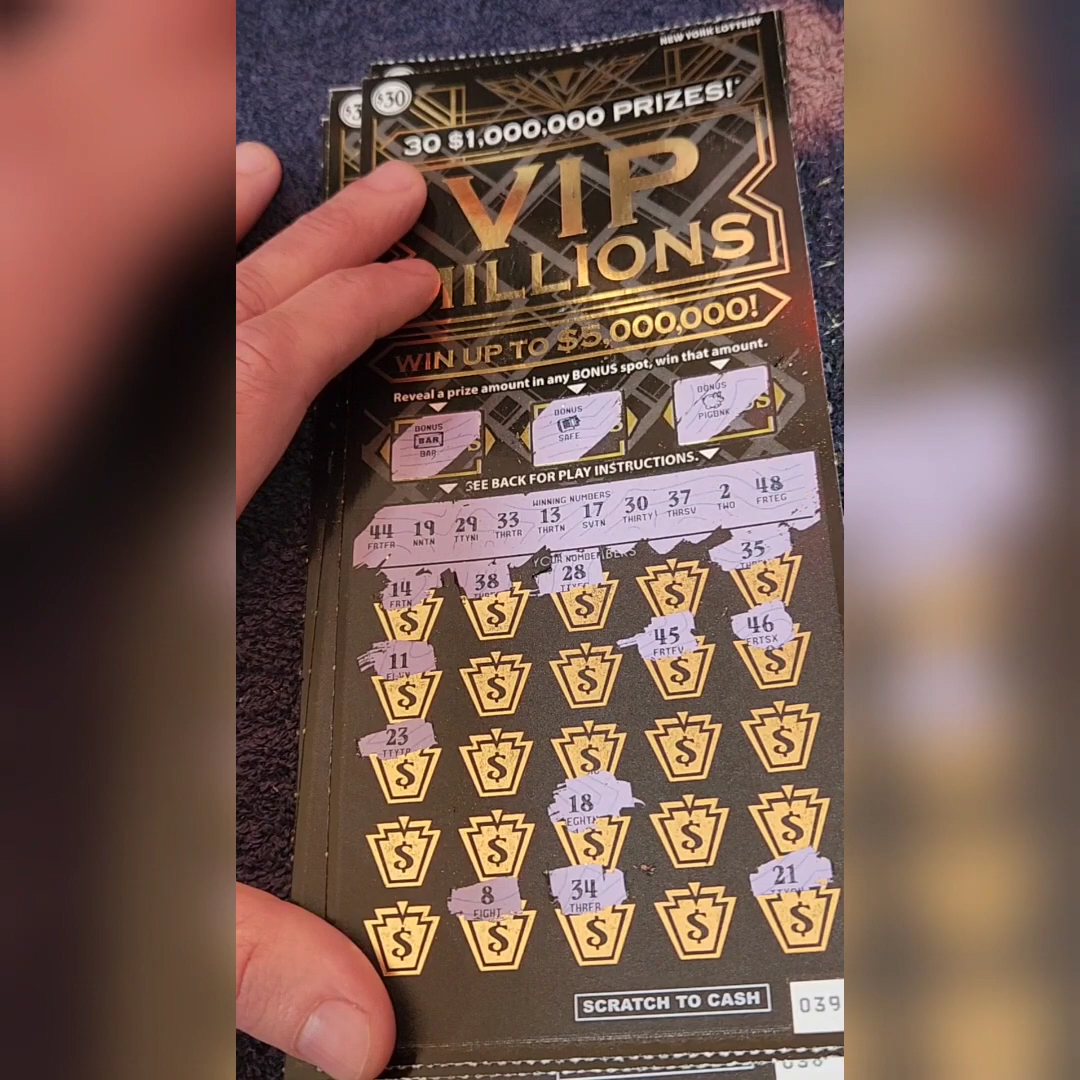 NEW YORK LOTTERY
$30
30 $1,000,000 PRIZES!*
VIP
MILLIONS
WIN UP TO $5,000,000!
Reveal a prize amount in any BONUS spot, win that amount.
BONUS BONUS BONUS
BAR
BAR SAFE PIGBNK
SEE BACK FOR PLAY INSTRUCTIONS.
WINNING NUMBERS
44 19 29 33 13 17 30 37 2 48
FRTFR NNTN TTYNI THRTR THRTN SVTN THIRTY THRSV TWO FRTEG
YOUR NUMBERS
14 38 28 35
FRTN
$ $ $ $ $
11 45 46
FRTFV FRTSX
$ $ $ $ $
23
$ $ $ $ $
18
EGHTN
$ $ $ $ $
8 34 21
EIGHT THRFR
$ $ $ $ $
SCRATCH TO CASH
039